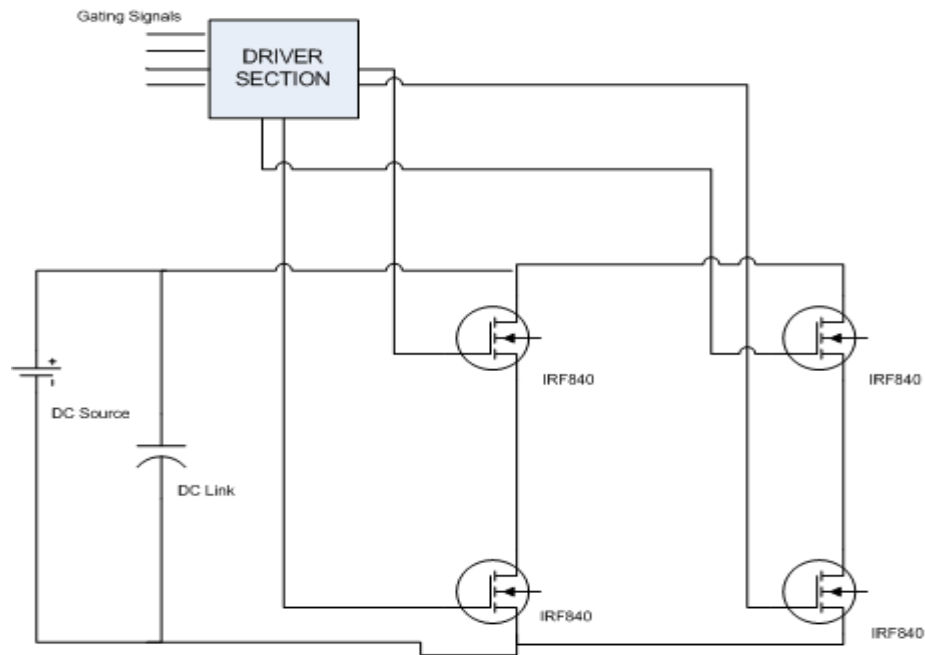 Gating Signals
DRIVER
SECTION
IRF840
IRF840
+
-
DC Source
DC Link
IRF840
IRF840